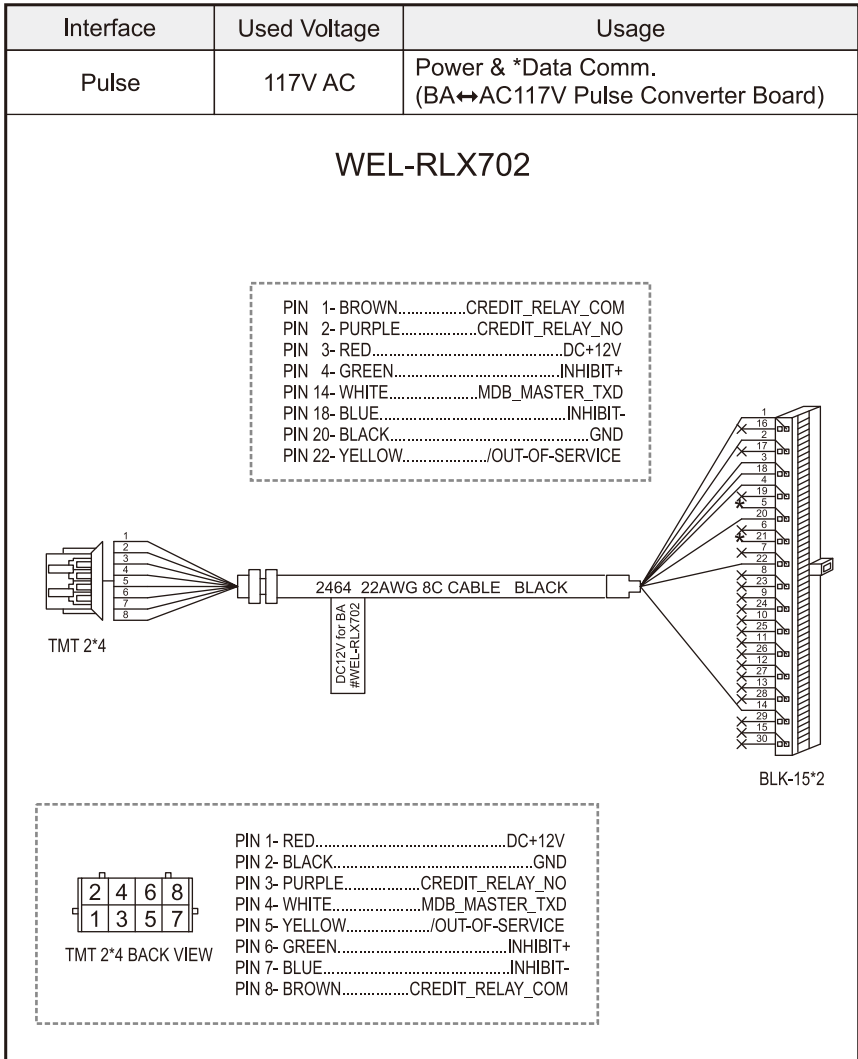 Interface Used Voltage Usage
Pulse 117V AC Power & *Data Comm.
(BA↔AC117V Pulse Converter Board)
WEL-RLX702
PIN 1- BROWN...............CREDIT_RELAY_COM
PIN 2- PURPLE.................CREDIT_RELAY_NO
PIN 3- RED..........................................DC+12V
PIN 4- GREEN.....................................INHIBIT+
PIN 14- WHITE....................MDB_MASTER_TXD
PIN 18- BLUE.........................................INHIBIT-
PIN 20- BLACK............................................GND
PIN 22- YELLOW.................../OUT-OF-SERVICE
1
16
2
17
3
18
4
19
5
20
6
21
7
22
8
23
9
24
10
25
11
26
12
27
13
28
14
29
15
30
BLK-15*2
1
2
3
4
5
6
7
8
TMT 2*4
2464 22AWG 8C CABLE BLACK
DC12V for BA
#WEL-RLX702
2 4 6 8
1 3 5 7
TMT 2*4 BACK VIEW
PIN 1- RED..........................................DC+12V
PIN 2- BLACK............................................GND
PIN 3- PURPLE................CREDIT_RELAY_NO
PIN 4- WHITE....................MDB_MASTER_TXD
PIN 5- YELLOW.................../OUT-OF-SERVICE
PIN 6- GREEN.....................................INHIBIT+
PIN 7- BLUE.........................................INHIBIT-
PIN 8- BROWN...............CREDIT_RELAY_COM